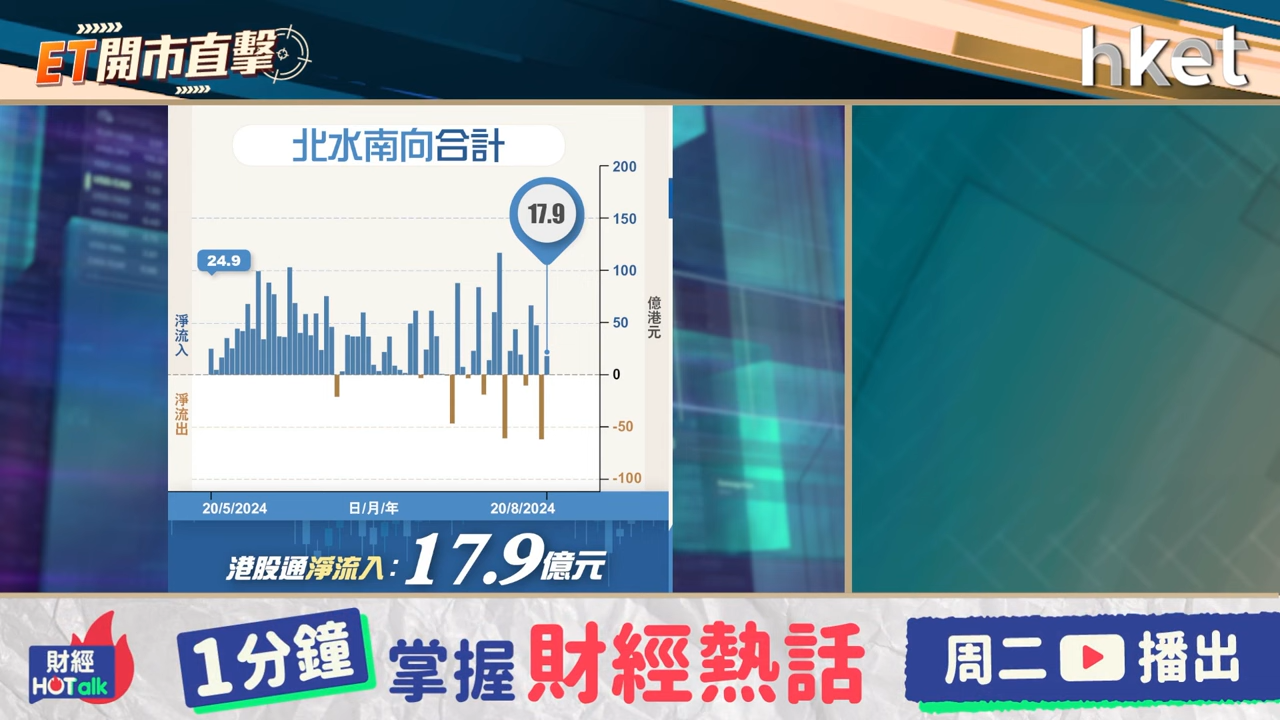 ET開市直擊
hket
北水南向合計
200
17.9
150
24.9
100
淨流入
億港元
50
0
淨流出
-50
-100
20/5/2024 日/月/年 20/8/2024
港股通淨流入:17.9億元
財經
HOTalk
1分鐘掌握財經熱話
周二播出